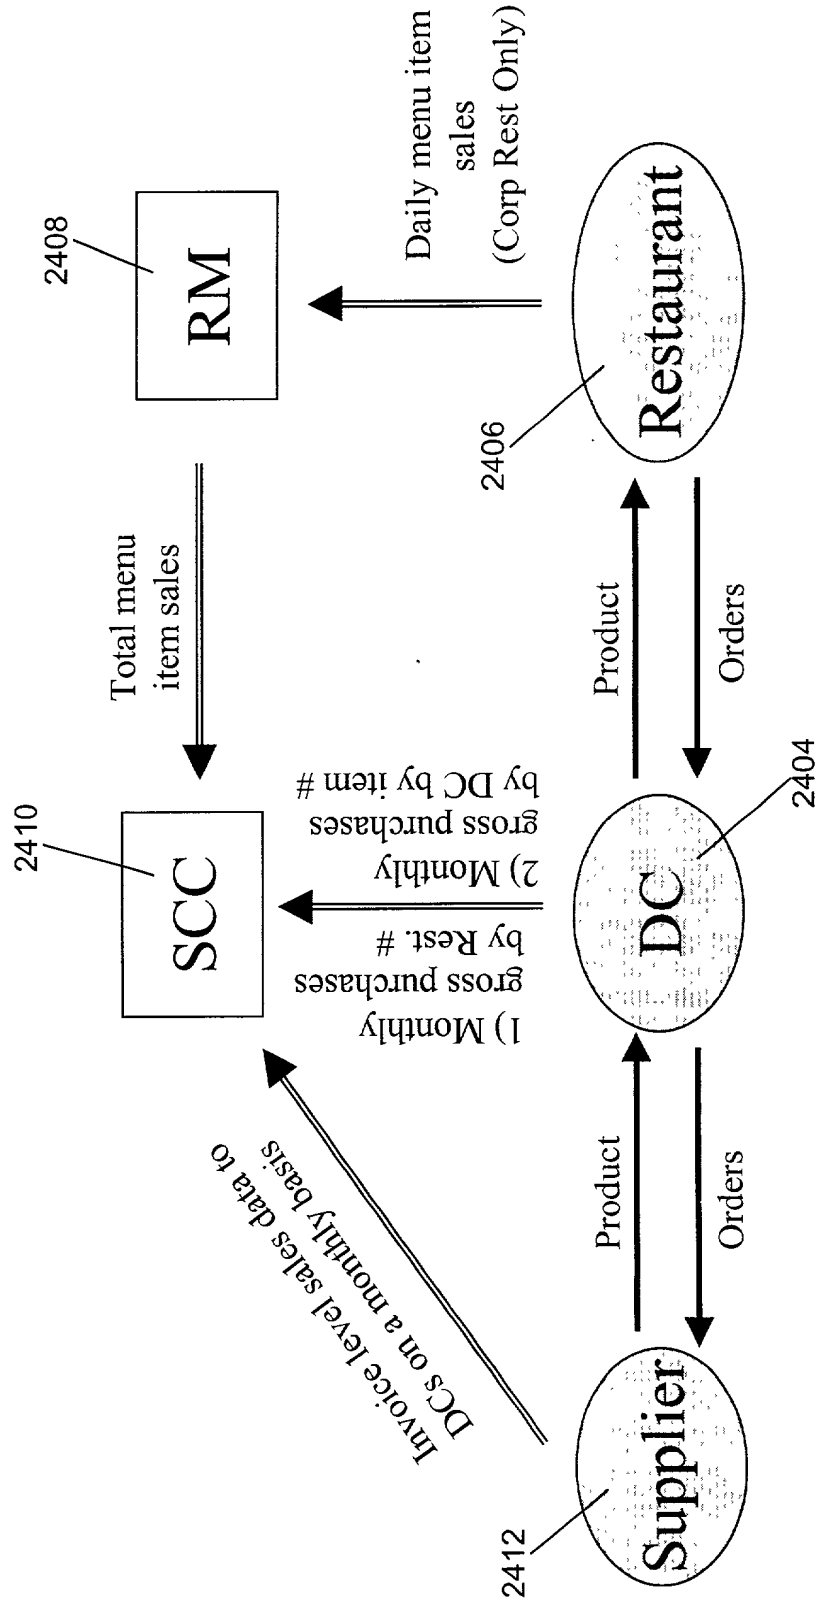 2410
SCC
Total menu
item sales
2408
RM
Invoice level sales data to
DCs on a monthly basis
1) Monthly
gross purchases
by Rest. #
2) Monthly
gross purchases
by DC by item #
Daily menu item
sales
(Corp Rest Only)
2412
Supplier
Product
Orders
DC
2404
Product
Orders
2406
Restaurant